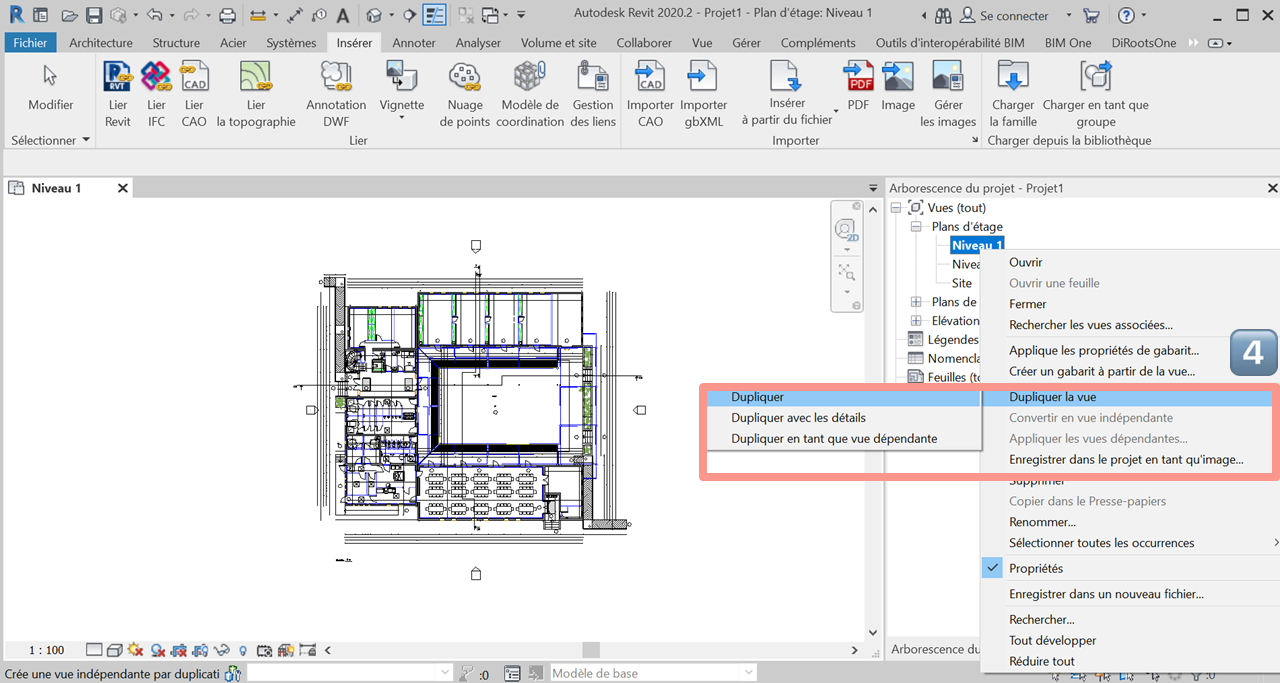 Autodesk Revit 2020.2 - Projet1 - Plan d'étage: Niveau 1
Se connecter
Fichier Architecture Structure Acier Systèmes Insérer Annoter Analyser Volume et site Collaborer Vue Gérer Compléments Outils d'interopérabilité BIM BIM One DiRootsOne
Modifier
Lier Revit
Lier IFC
Lier CAO
Lier la topographie
Annotation DWF
Vignette
Nuage de points
Modèle de coordination
Gestion des liens
Importer CAO
Importer gbXML
Insérer à partir du fichier
PDF
Image
Gérer les images
Charger la famille
Charger en tant que groupe
Sélectionner
Lier
Importer
Charger depuis la bibliothèque
Niveau 1
Arborescence du projet - Projet1
Vues (tout)
Plans d'étage
Niveau 1
Nivea
Site
Plans de
Elévation
Légendes
Nomencla
Feuilles (to
2D
Ouvrir
Ouvrir une feuille
Fermer
Rechercher les vues associées...
Applique les propriétés de gabarit...
Créer un gabarit à partir de la vue...
4
Dupliquer la vue
Convertir en vue indépendante
Appliquer les vues dépendantes...
Enregistrer dans le projet en tant qu'image...
Dupliquer
Dupliquer avec les détails
Dupliquer en tant que vue dépendante
Supprimer
Copier dans le Presse-papiers
Renommer...
Sélectionner toutes les occurrences
Propriétés
Enregistrer dans un nouveau fichier...
Rechercher...
Tout développer
Réduire tout
1 : 100
Arborescence du
Crée une vue indépendante par duplicati
:0
Modèle de base
:0